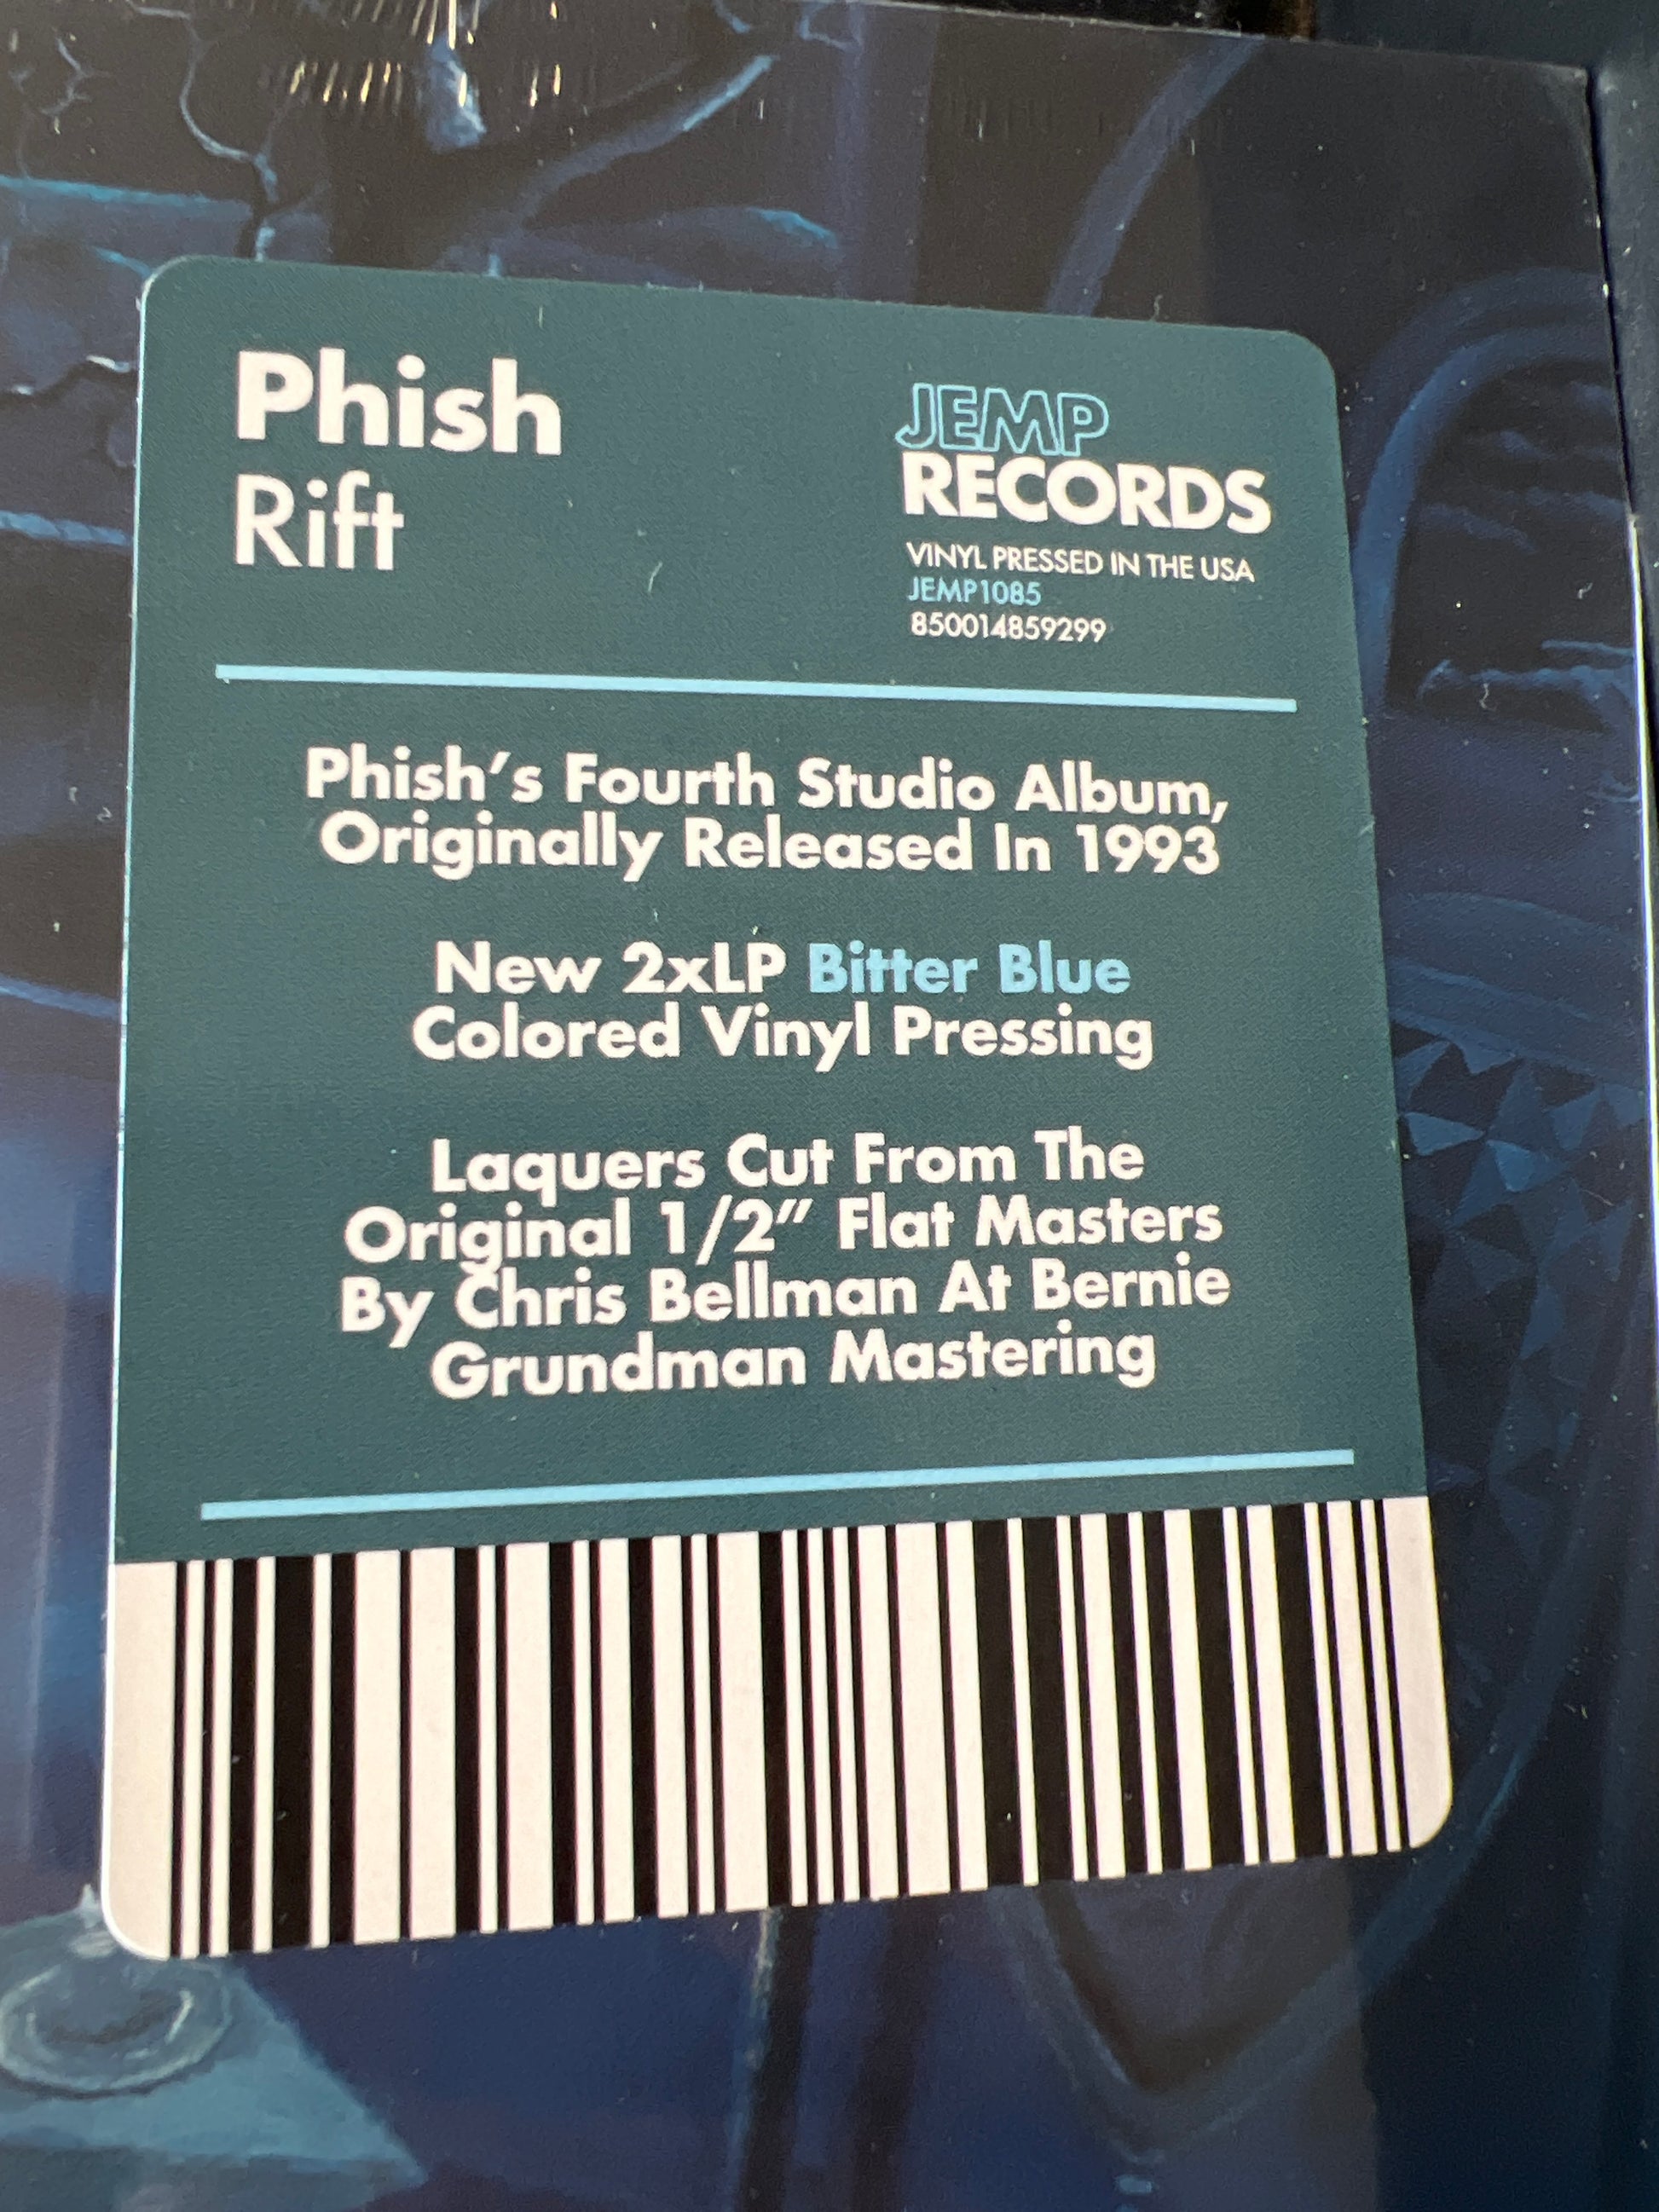 Phish
Rift
JEMP
RECORDS
VINYL PRESSED IN THE USA
JEMP1085
850014859299
Phish's Fourth Studio Album,
Originally Released In 1993
New 2xLP Bitter Blue
Colored Vinyl Pressing
Laquers Cut From The
Original 1/2" Flat Masters
By Chris Bellman At Bernie
Grundman Mastering